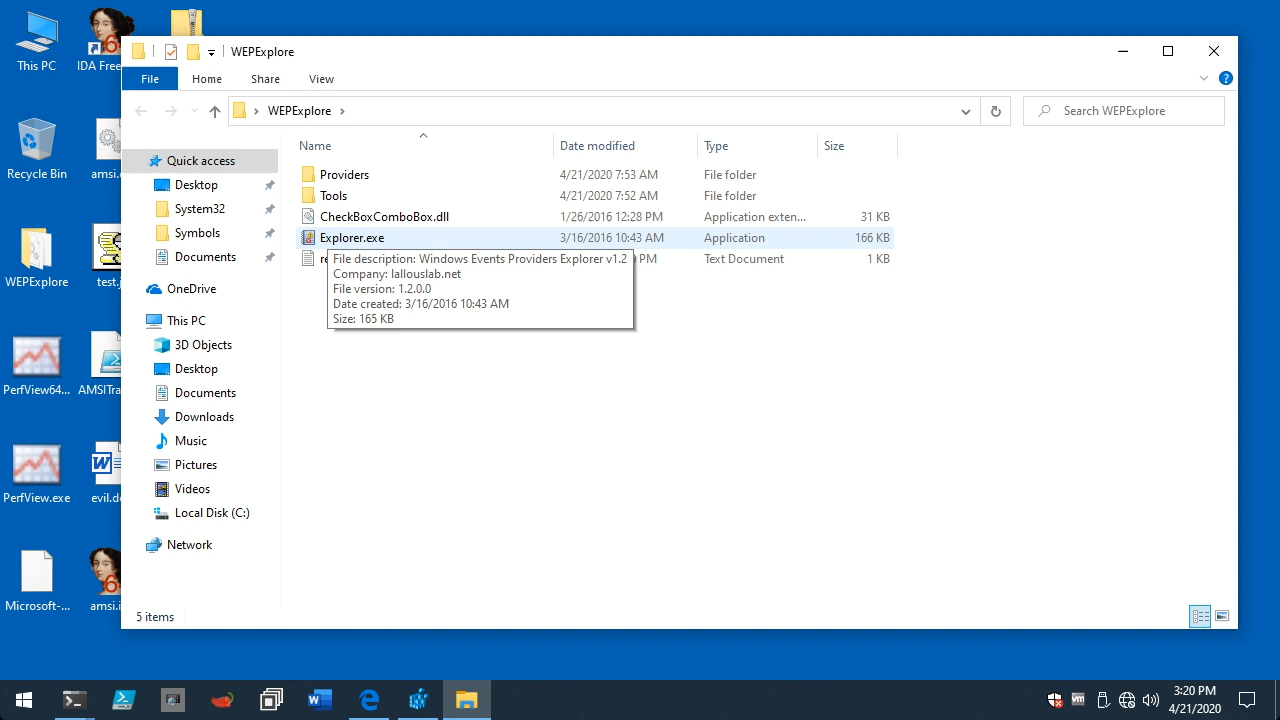 This PC
IDA Free
Recycle Bin
WEPExplore
PerfView64...
AMSITra
PerfView.exe
Microsoft-...
WEPExplore
File
Home
Share
View
WEPExplore
Search WEPExplore
Quick access
Desktop
System32
Symbols
Documents
OneDrive
This PC
3D Objects
Desktop
Documents
Downloads
Music
Pictures
Videos
Local Disk (C:)
Network
Name Date modified Type Size
Providers 4/21/2020 7:53 AM File folder
Tools 4/21/2020 7:52 AM File folder
CheckBoxComboBox.dll 1/26/2016 12:28 PM Application exten... 31 KB
Explorer.exe 3/16/2016 10:43 AM Application 166 KB
PM Text Document 1 KB
File description: Windows Events Providers Explorer v1.2
Company: lallouslab.net
File version: 1.2.0.0
Date created: 3/16/2016 10:43 AM
Size: 165 KB
5 items
3:20 PM
4/21/2020